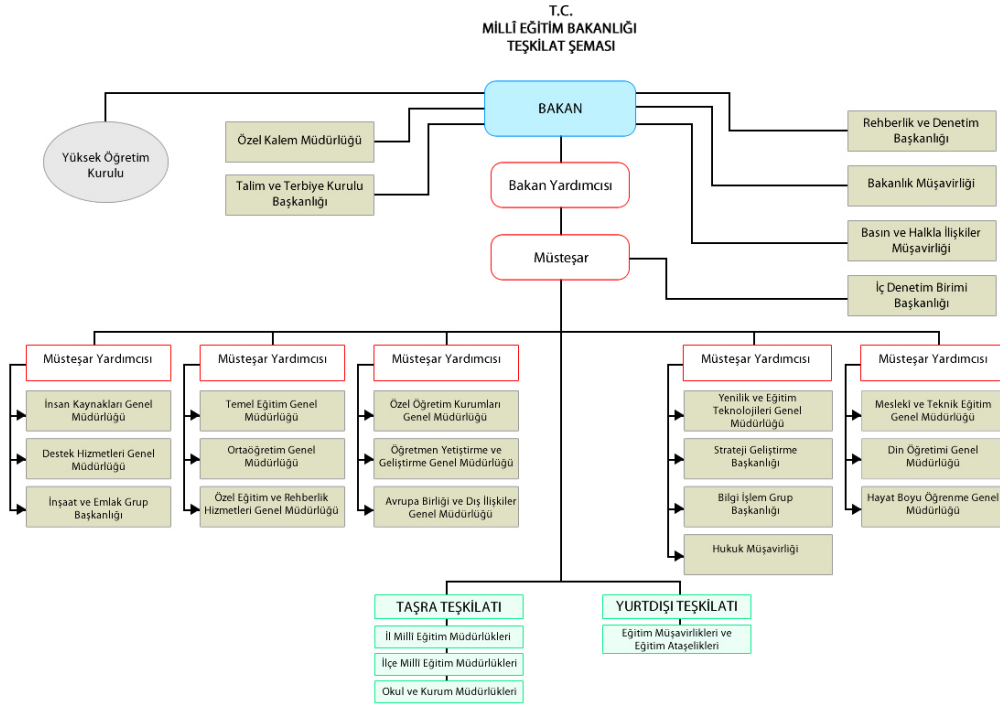 T.C.
MİLLÎ EĞİTİM BAKANLIĞI
TEŞKİLAT ŞEMASI
BAKAN
Yüksek Öğretim
Kurulu
Özel Kalem Müdürlüğü
Talim ve Terbiye Kurulu
Başkanlığı
Bakan Yardımcısı
Müsteşar
Rehberlik ve Denetim
Başkanlığı
Bakanlık Müşavirliği
Basın ve Halkla İlişkiler
Müşavirliği
İç Denetim Birimi
Başkanlığı
Müsteşar Yardımcısı
İnsan Kaynakları Genel
Müdürlüğü
Destek Hizmetleri Genel
Müdürlüğü
İnşaat ve Emlak Grup
Başkanlığı
Müsteşar Yardımcısı
Temel Eğitim Genel
Müdürlüğü
Ortaöğretim Genel
Müdürlüğü
Özel Eğitim ve Rehberlik
Hizmetleri Genel Müdürlüğü
Müsteşar Yardımcısı
Özel Öğretim Kurumları
Genel Müdürlüğü
Öğretmen Yetiştirme ve
Geliştirme Genel Müdürlüğü
Avrupa Birliği ve Dış İlişkiler
Genel Müdürlüğü
Müsteşar Yardımcısı
Yenilik ve Eğitim
Teknolojileri Genel
Müdürlüğü
Strateji Geliştirme
Başkanlığı
Bilgi İşlem Grup
Başkanlığı
Hukuk Müşavirliği
Müsteşar Yardımcısı
Meslekî ve Teknik Eğitim
Genel Müdürlüğü
Din Öğretimi Genel
Müdürlüğü
Hayat Boyu Öğrenme Genel
Müdürlüğü
TAŞRA TEŞKİLATI
İl Millî Eğitim Müdürlükleri
İlçe Millî Eğitim Müdürlükleri
Okul ve Kurum Müdürlükleri
YURTDIŞI TEŞKİLATI
Eğitim Müşavirlikleri ve
Eğitim Ataşelikleri